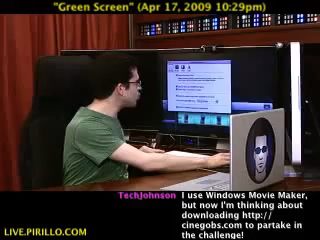 "Green Screen" (Apr 17, 2009 10:29pm)
TechJohnson I use Windows Movie Maker,
but now I'm thinking about
downloading http://
cinegobs.com to partake in
the challenge!
LIVE.PIRILLO.COM